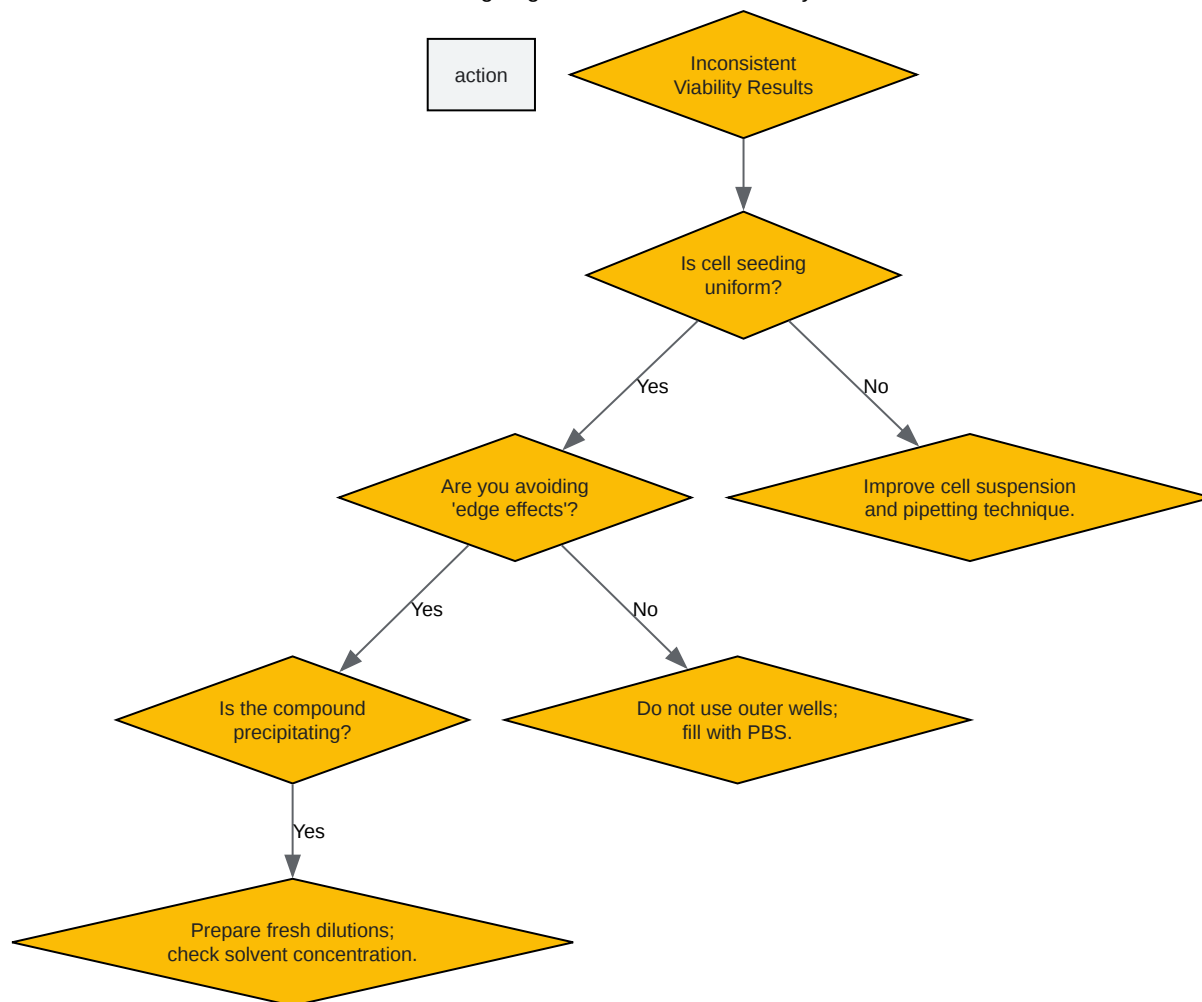 action
Inconsistent
Viability Results
Is cell seeding
uniform?
Yes
No
Are you avoiding
'edge effects'?
Improve cell suspension
and pipetting technique.
Yes
No
Is the compound
precipitating?
Do not use outer wells;
fill with PBS.
Yes
Prepare fresh dilutions;
check solvent concentration.